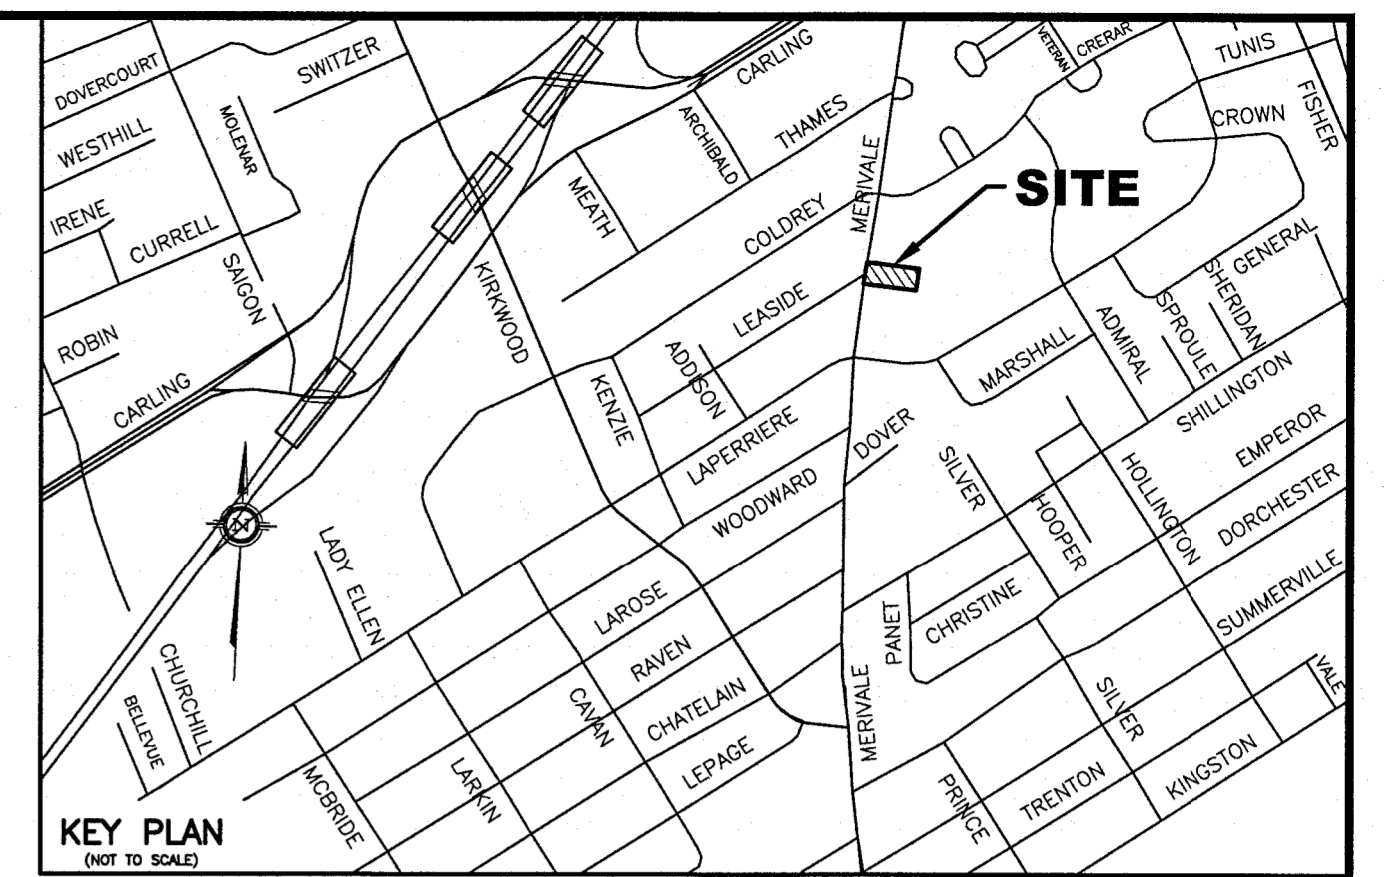 DOVERCOURT
SWITZER
CARLING
VETERAN
CRERAR
TUNIS
FISHER
WESTHILL
MOLENAR
ARCHIBALD
THAMES
CROWN
IRENE
CURRELL
MEATH
COLDREY
MERIVALE
SITE
SAIGON
KIRKWOOD
LEASIDE
GENERAL
SHERIDAN
SPROULE
ROBIN
CARLING
KENZIE
ADDISON
MARSHALL
ADMIRAL
SHILLINGTON
LAPERRIERE
DOVER
EMPEROR
WOODWARD
SILVER
HOOPER
HOLLINGTON
DORCHESTER
N
LADY ELLEN
LAROSE
CHRISTINE
SUMMERVILLE
PANET
RAVEN
CHURCHILL
BELLEVUE
CAVAN
CHATELAIN
MERIVALE
SILVER
VALE
LEPAGE
MCBRIDE
LARKIN
PRINCE
TRENTON
KINGSTON
KEY PLAN
(NOT TO SCALE)